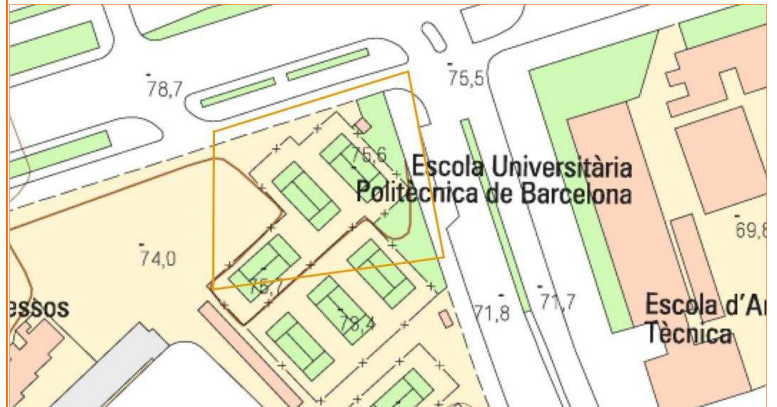 78,7
75,5
75,6
Escola Universitària
Politècnica de Barcelona
69,8
74,0
75,7
essos
71,8
71,7
78,4
Escola d'Ar
Tècnica